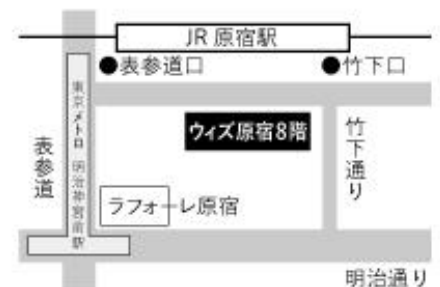 JR 原宿駅
●表参道口
●竹下口
東京メトロ 明治神宮前駅
ウィズ原宿8階
竹下通り
表参道
ラフォーレ原宿
明治通り